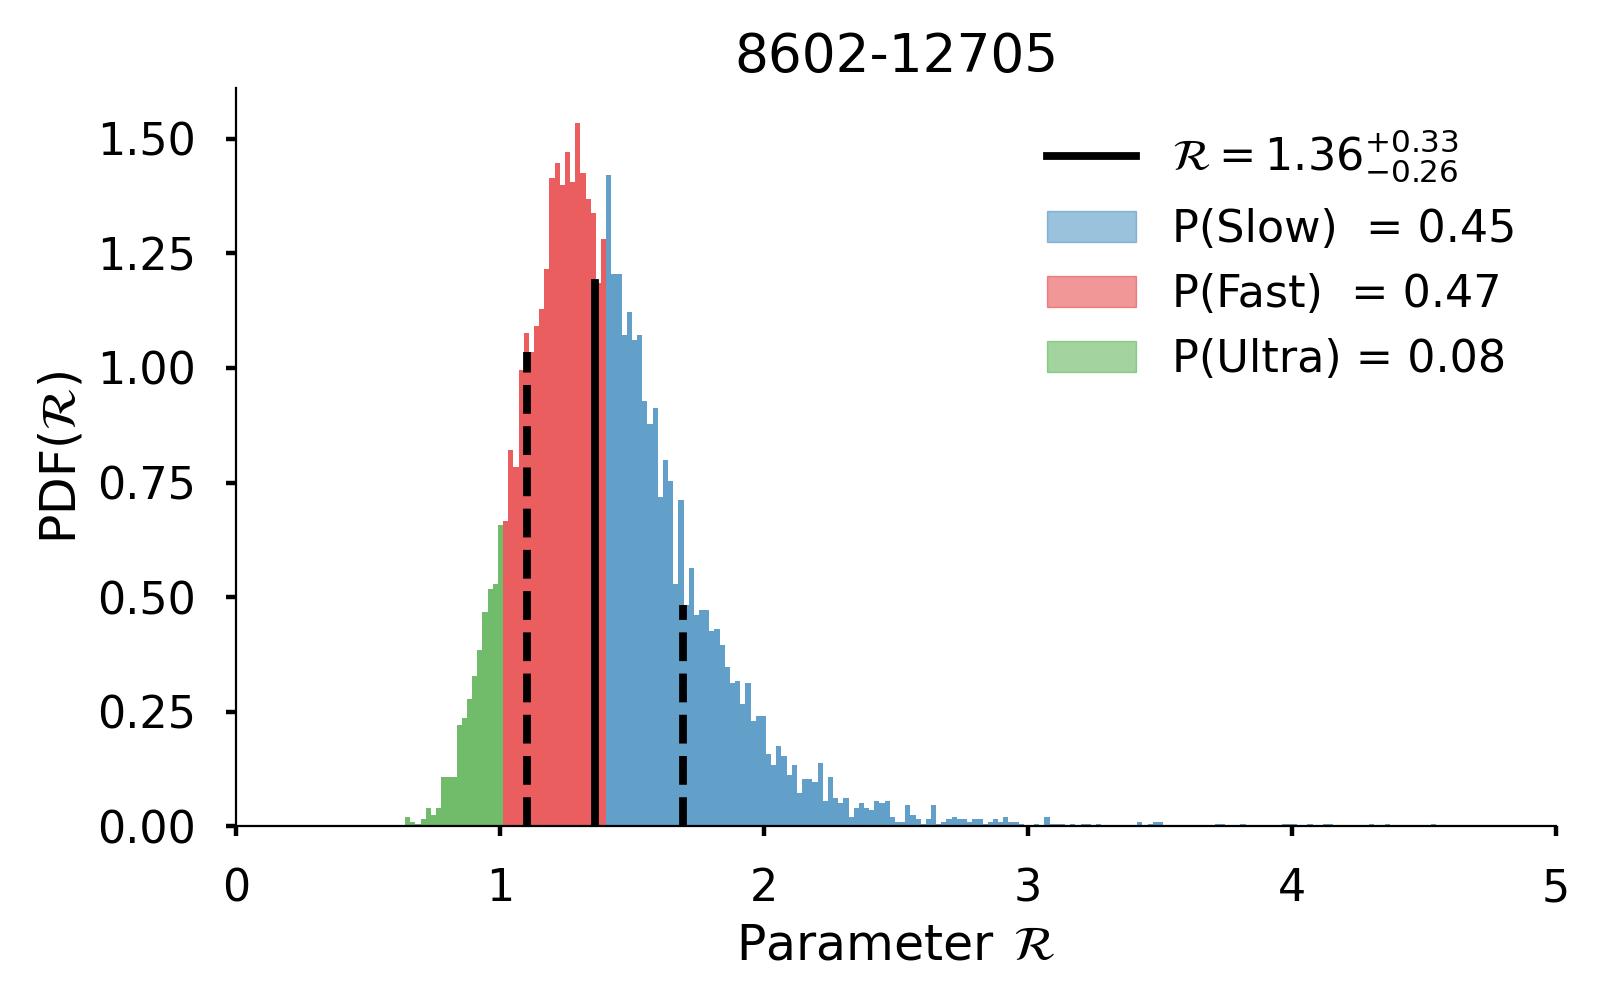 8602-12705
ℛ = 1.36 +0.33 −0.26
P(Slow) = 0.45
P(Fast) = 0.47
P(Ultra) = 0.08
PDF(ℛ)
1.50
1.25
1.00
0.75
0.50
0.25
0.00
0 1 2 3 4 5
Parameter ℛ